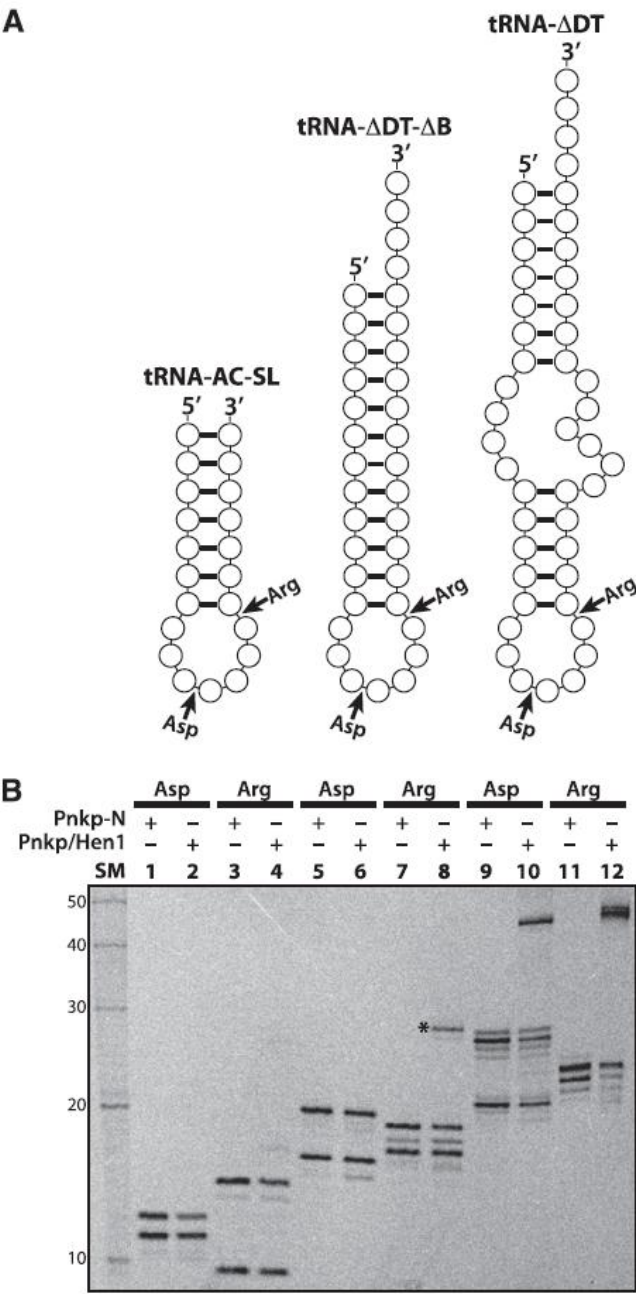 A
tRNA-ΔDT
3′
tRNA-ΔDT-ΔB
3′
5′
5′
tRNA-AC-SL
5′ 3′
Arg
Arg
Arg
Asp
Asp
Asp
B
Asp Arg Asp Arg Asp Arg
Pnkp-N + – + – + – + – + – + –
Pnkp/Hen1 – + – + – + – + – + – +
SM 1 2 3 4 5 6 7 8 9 10 11 12
50
40
30
*
20
10